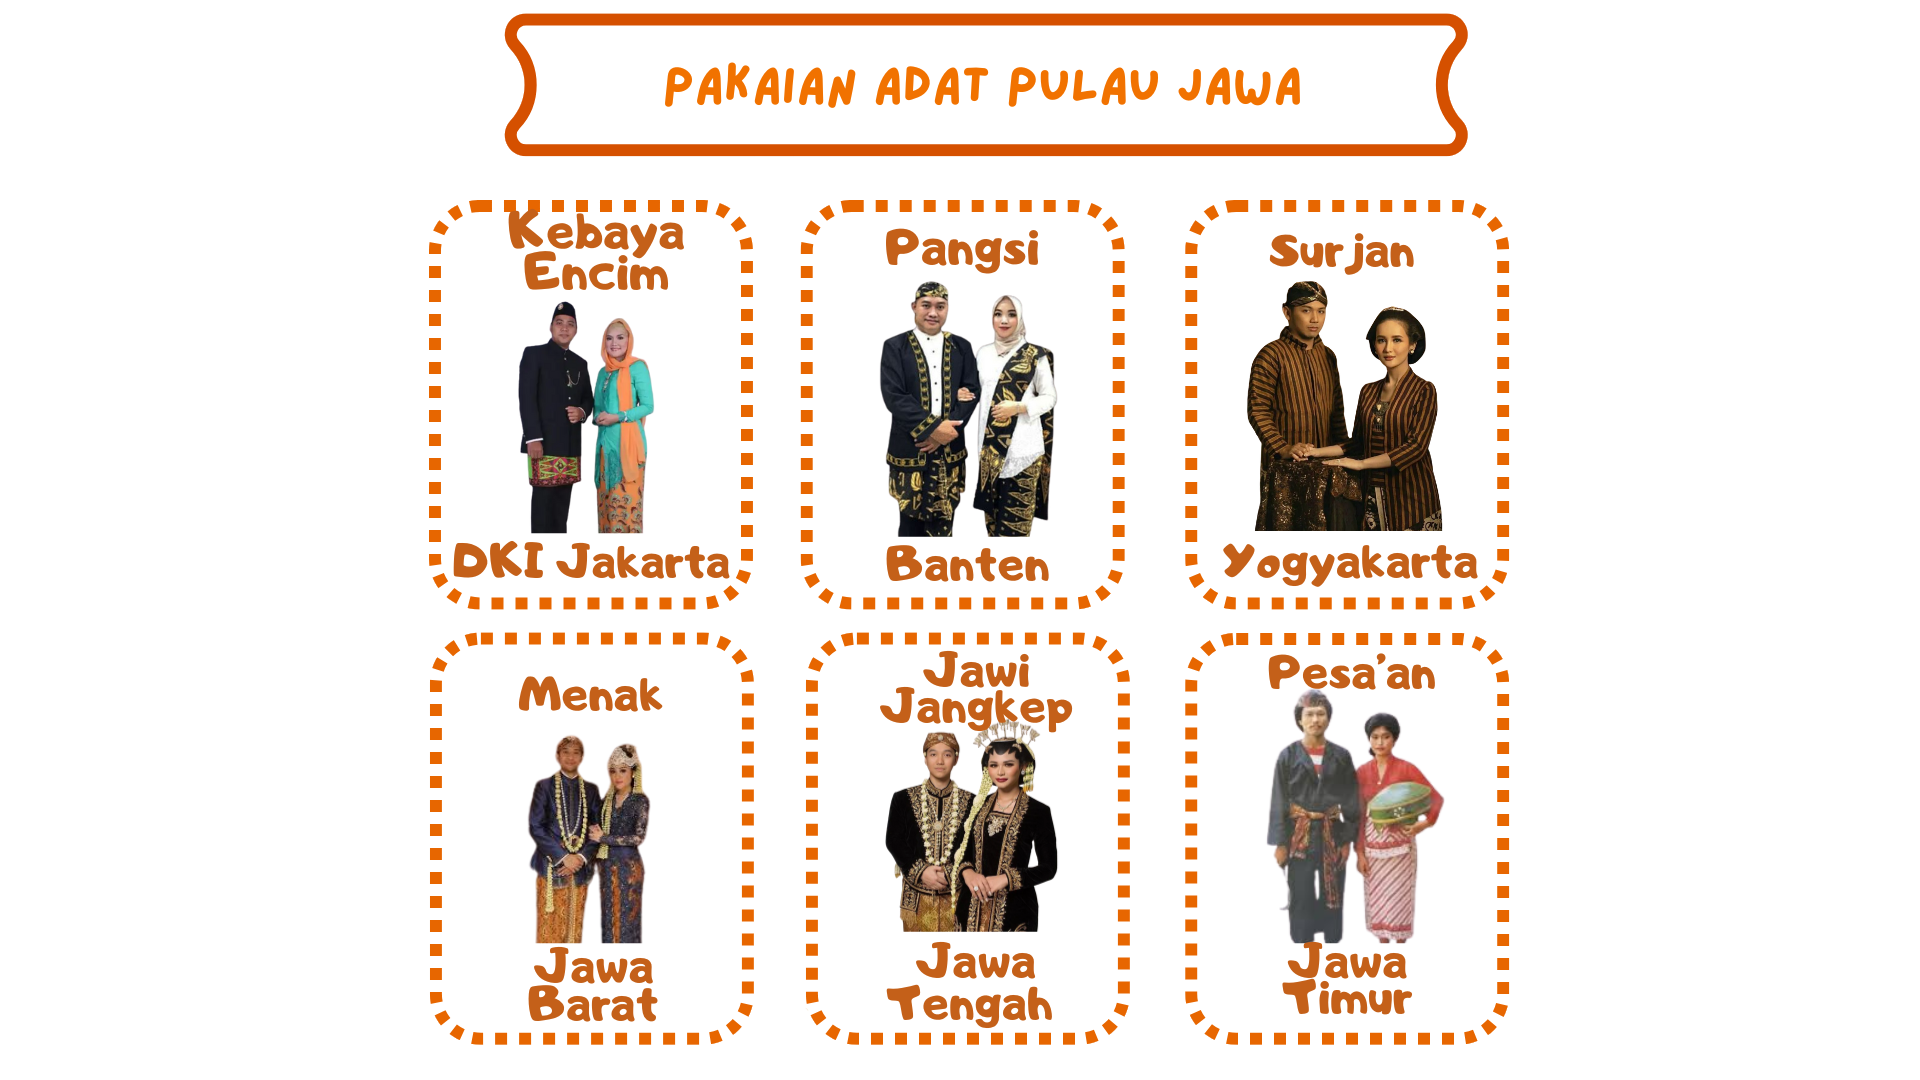 PAKAIAN ADAT PULAU JAWA
Kebaya
Encim
DKI Jakarta
Pangsi
Banten
Surjan
Yogyakarta
Menak
Jawa
Barat
Jawi
Jangkep
Jawa
Tengah
Pesa'an
Jawa
Timur